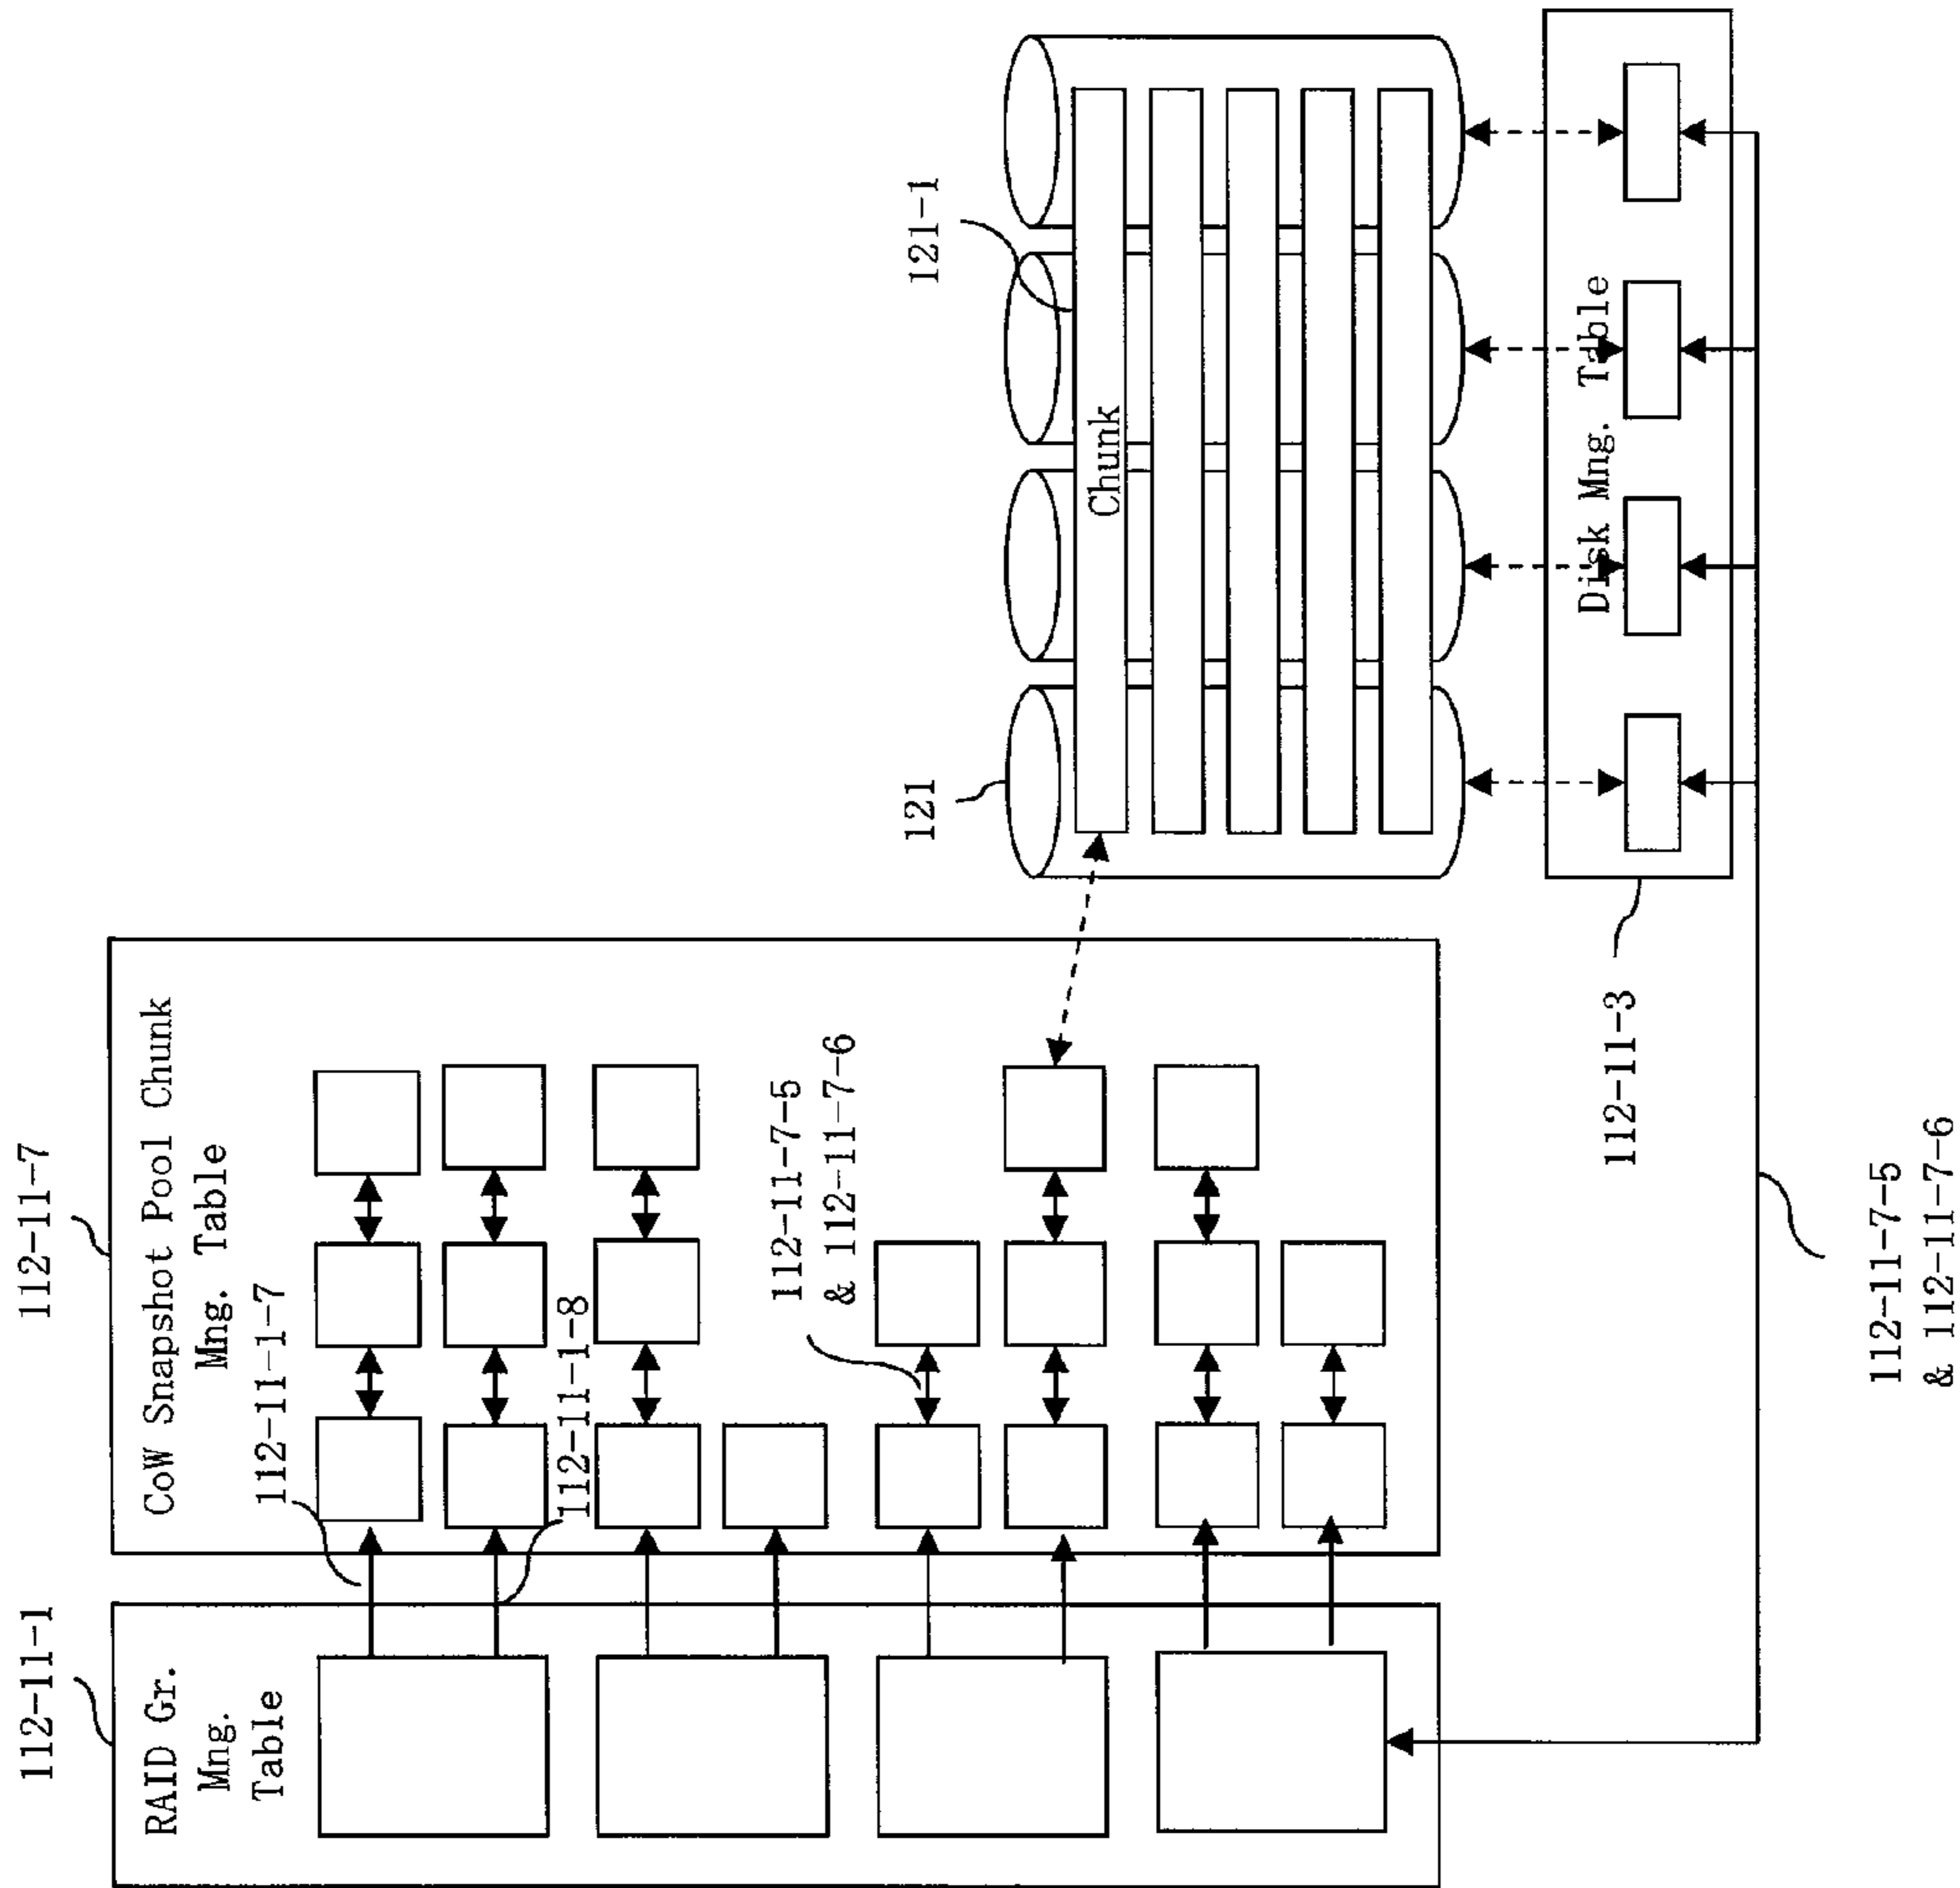 112-11-1
RAID Gr.
Mng.
Table
112-11-7
CoW Snapshot Pool Chunk
Mng. Table
112-11-1-7
112-11-1-8
112-11-7-5
& 112-11-7-6
121
121-1
Chunk
Disk Mng. Table
112-11-3
112-11-7-5
& 112-11-7-6